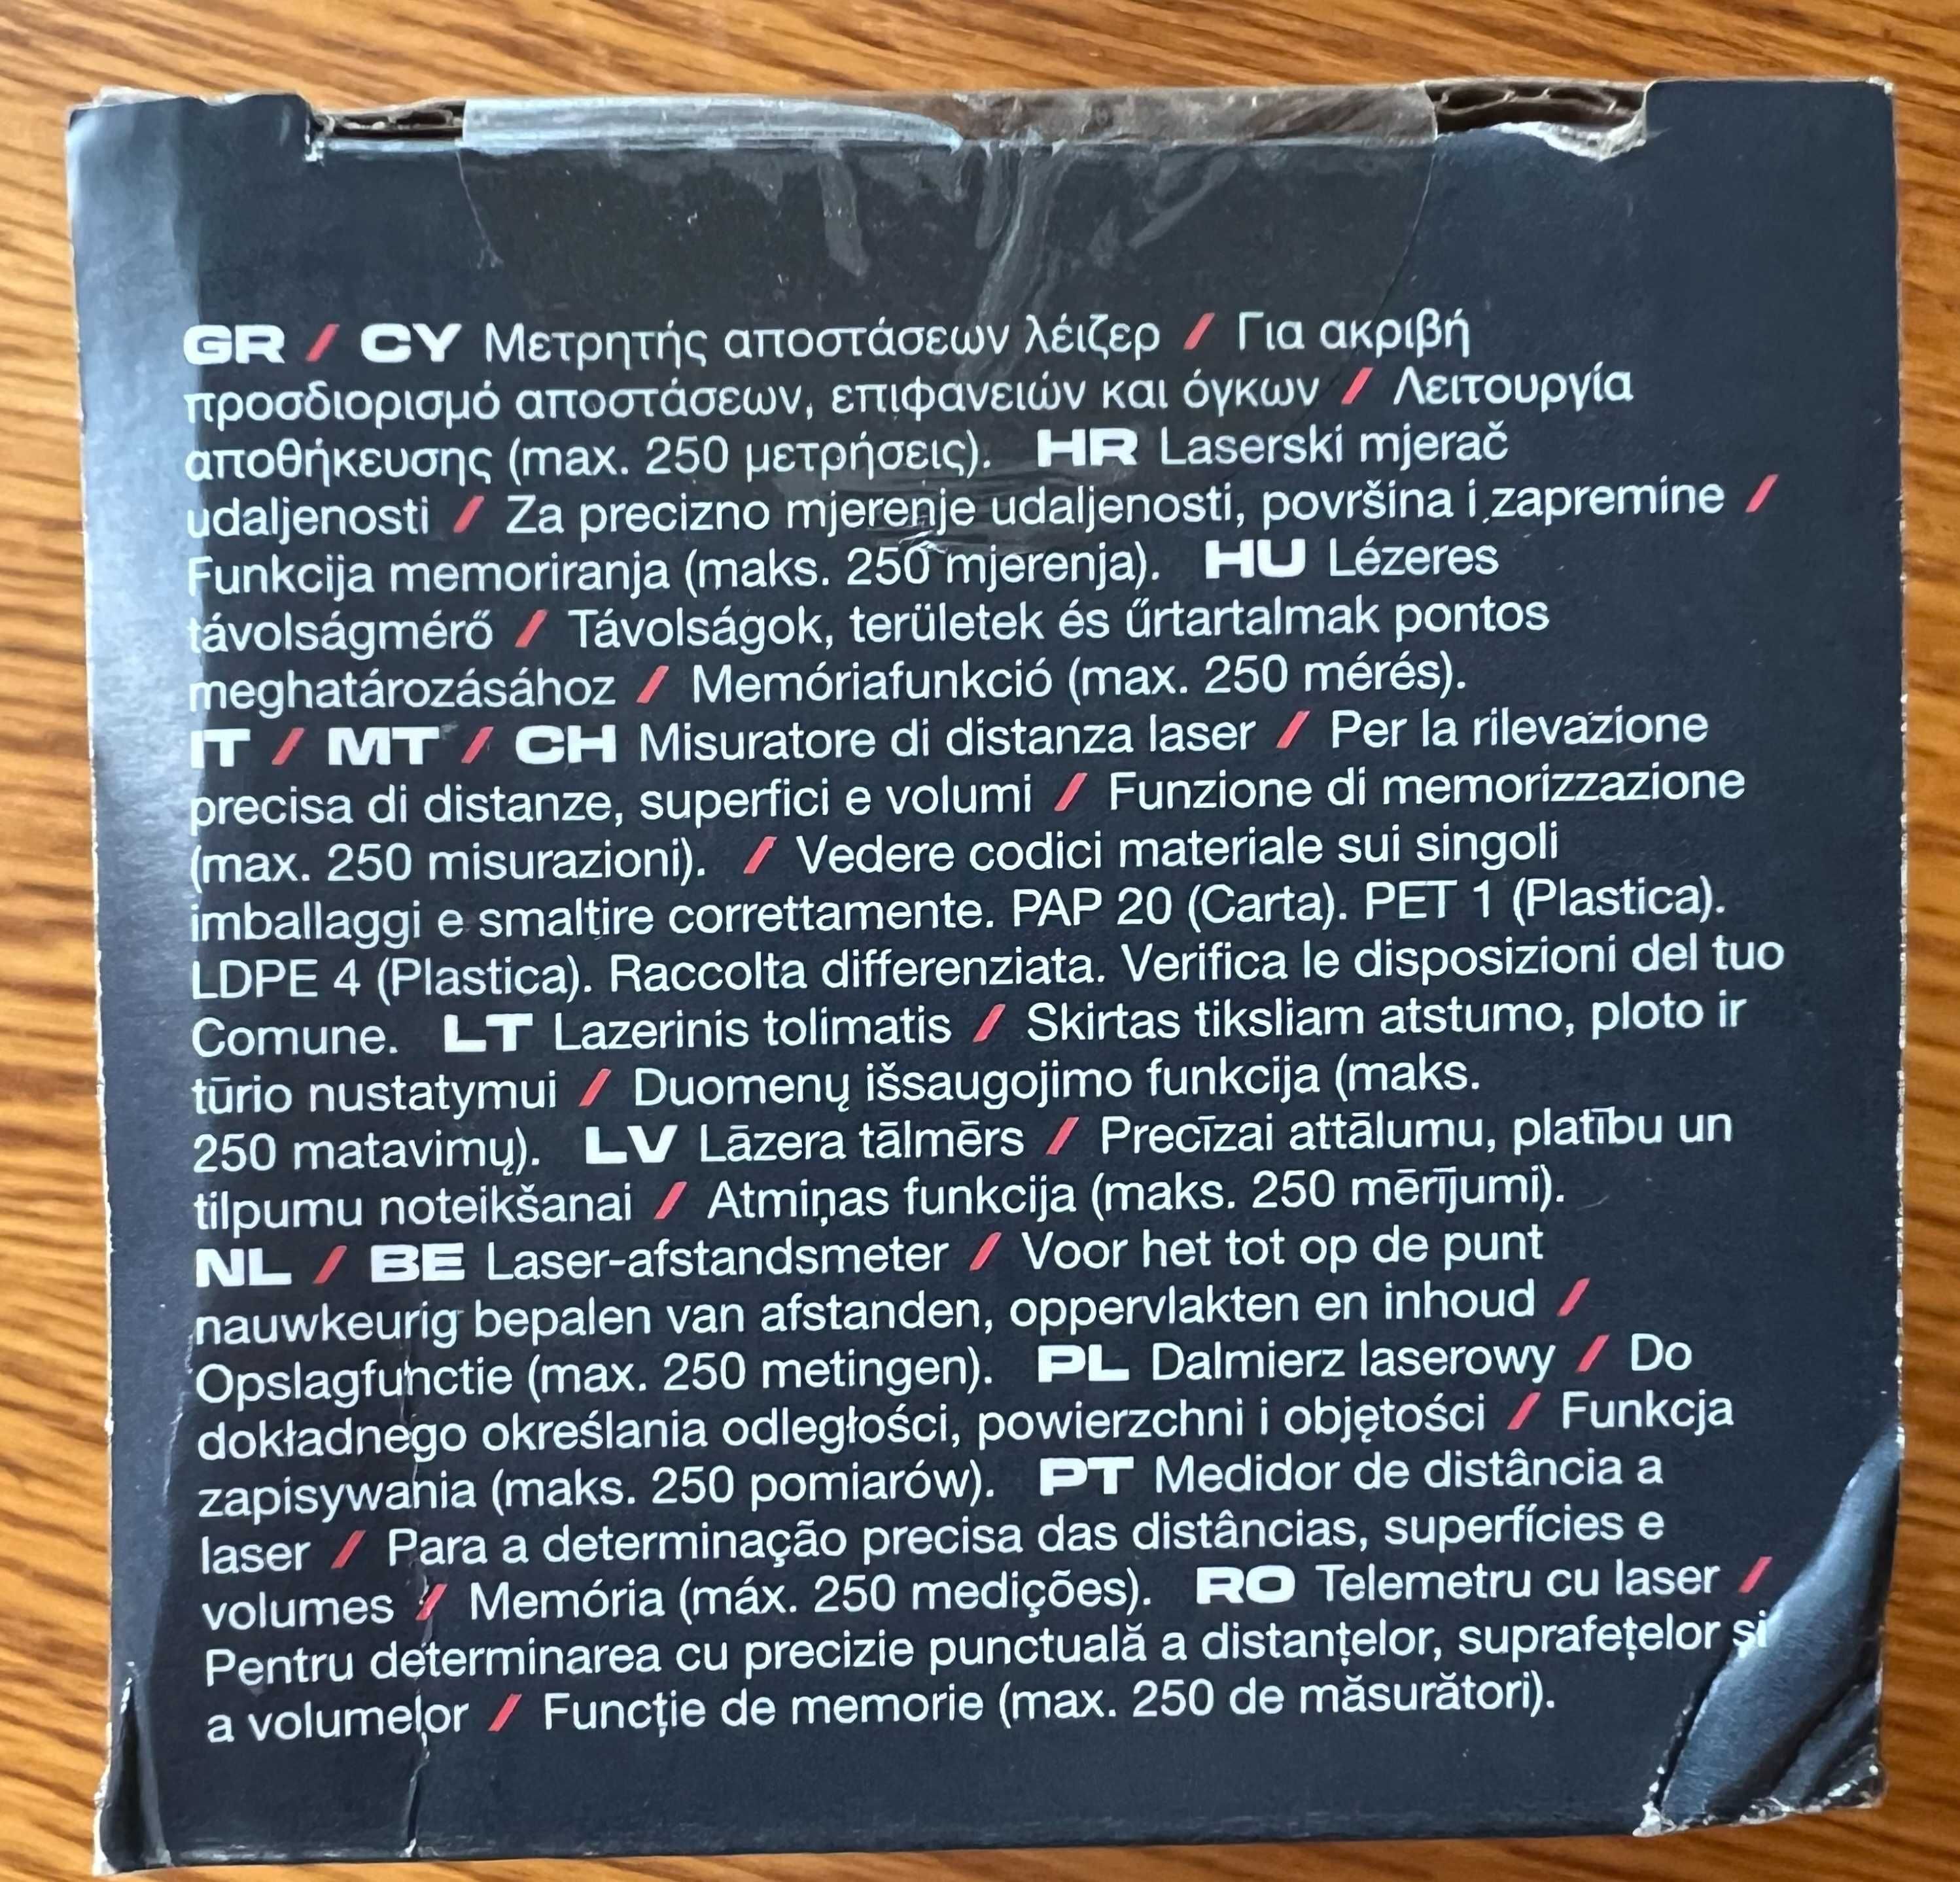 GR / CY Μετρητής αποστάσεων λέιζερ / Για ακριβή
προσδιορισμό αποστάσεων, επιφανειών και όγκων / Λειτουργία
αποθήκευσης (max. 250 μετρήσεις). HR Laserski mjerač
udaljenosti / Za precizno mjerenje udaljenosti, površina i zapremine /
Funkcija memoriranja (maks. 250 mjerenja). HU Lézeres
távolságmérő / Távolságok, területek és űrtartalmak pontos
meghatározásához / Memóriafunkció (max. 250 mérés).
IT / MT / CH Misuratore di distanza laser / Per la rilevazione
precisa di distanze, superfici e volumi / Funzione di memorizzazione
(max. 250 misurazioni). / Vedere codici materiale sui singoli
imballaggi e smaltire correttamente. PAP 20 (Carta). PET 1 (Plastica).
LDPE 4 (Plastica). Raccolta differenziata. Verifica le disposizioni del tuo
Comune. LT Lazerinis tolimatis / Skirtas tiksliam atstumo, ploto ir
tūrio nustatymui / Duomenų išsaugojimo funkcija (maks.
250 matavimų). LV Lāzera tālmērs / Precīzai attālumu, platību un
tilpumu noteikšanai / Atmiņas funkcija (maks. 250 mērījumi).
NL / BE Laser-afstandsmeter / Voor het tot op de punt
nauwkeurig bepalen van afstanden, oppervlakten en inhoud /
Opslagfunctie (max. 250 metingen). PL Dalmierz laserowy / Do
dokładnego określania odległości, powierzchni i objętości / Funkcja
zapisywania (maks. 250 pomiarów). PT Medidor de distância a
laser / Para a determinação precisa das distâncias, superfícies e
volumes / Memória (máx. 250 medições). RO Telemetru cu laser /
Pentru determinarea cu precizie punctuală a distanțelor, suprafețelor și
a volumelor / Funcție de memorie (max. 250 de măsurători).